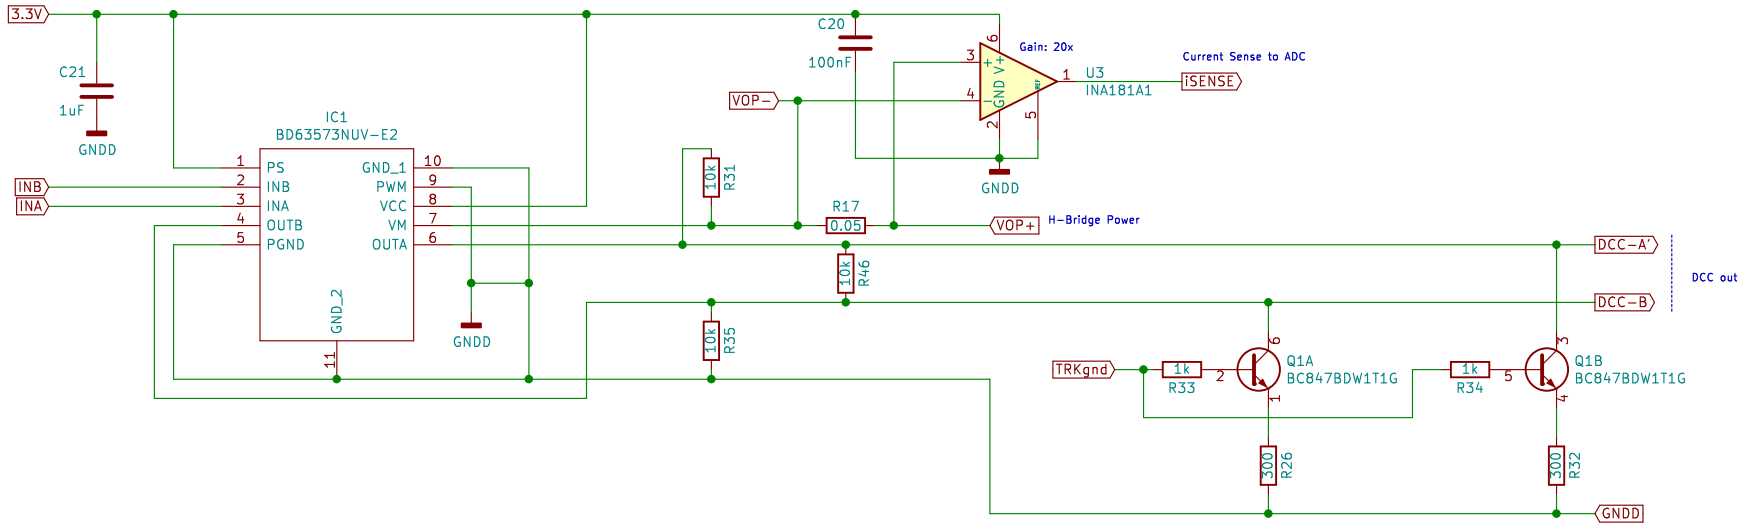 3.3V
C21
1uF
GNDD
C20
100nF
6
3
4
2
5
1
+
-
V+
GND
REF
Gain: 20x
U3
INA181A1
Current Sense to ADC
iSENSE
VOP-
GNDD
IC1
BD63573NUV-E2
1
PS
GND_1
10
INB
2
INB
PWM
9
INA
3
INA
VCC
8
4
OUTB
VM
7
5
PGND
OUTA
6
GND_2
11
GNDD
10k
R31
R17
0.05
VOP+
H-Bridge Power
10k
R46
10k
R35
DCC-A'
DCC-B
DCC out
TRKgnd
1k
R33
2
6
1
Q1A
BC847BDW1T1G
1k
R34
5
3
4
Q1B
BC847BDW1T1G
300
R26
300
R32
GNDD